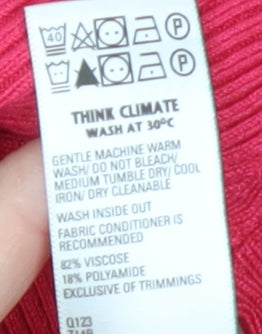 40 P
P
THINK CLIMATE
WASH AT 30°C
GENTLE MACHINE WARM
WASH/ DO NOT BLEACH/
MEDIUM TUMBLE DRY/ COOL
IRON/ DRY CLEANABLE
WASH INSIDE OUT
FABRIC CONDITIONER IS
RECOMMENDED
82% VISCOSE
18% POLYAMIDE
EXCLUSIVE OF TRIMMINGS
Q123